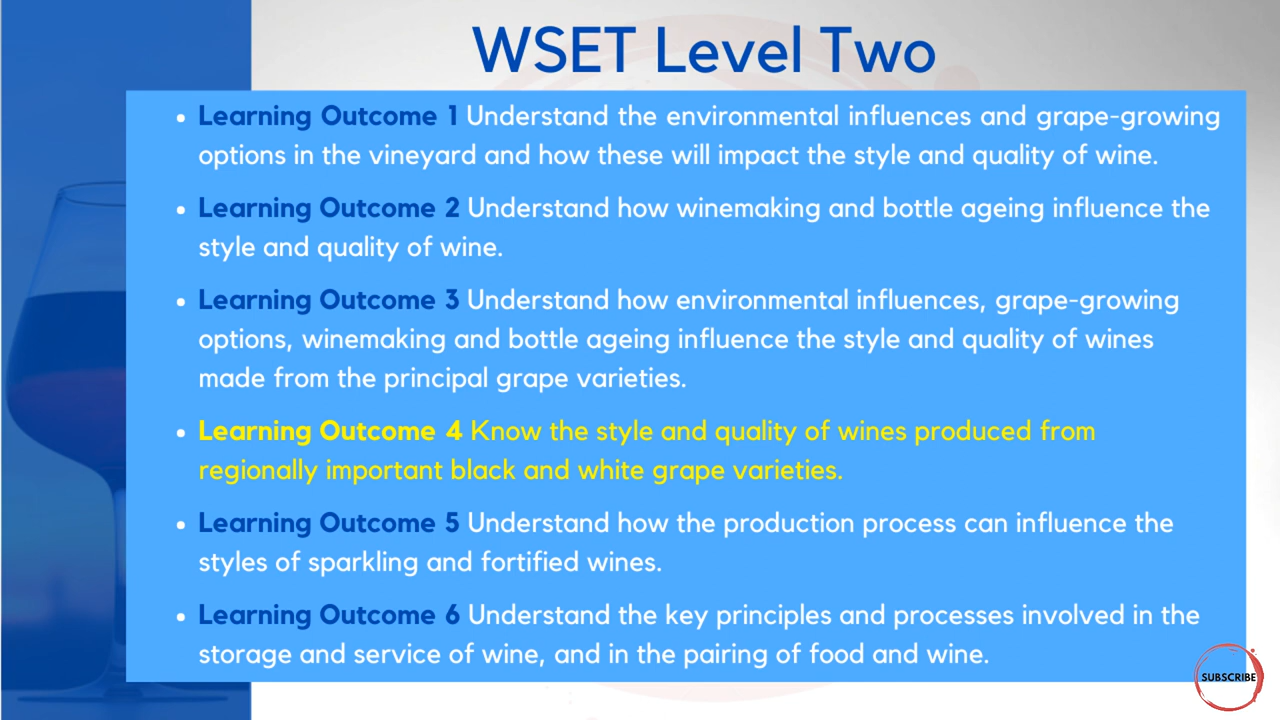 WSET Level Two
• Learning Outcome 1 Understand the environmental influences and grape-growing
options in the vineyard and how these will impact the style and quality of wine.
• Learning Outcome 2 Understand how winemaking and bottle ageing influence the
style and quality of wine.
• Learning Outcome 3 Understand how environmental influences, grape-growing
options, winemaking and bottle ageing influence the style and quality of wines
made from the principal grape varieties.
• Learning Outcome 4 Know the style and quality of wines produced from
regionally important black and white grape varieties.
• Learning Outcome 5 Understand how the production process can influence the
styles of sparkling and fortified wines.
• Learning Outcome 6 Understand the key principles and processes involved in the
storage and service of wine, and in the pairing of food and wine.
SUBSCRIBE